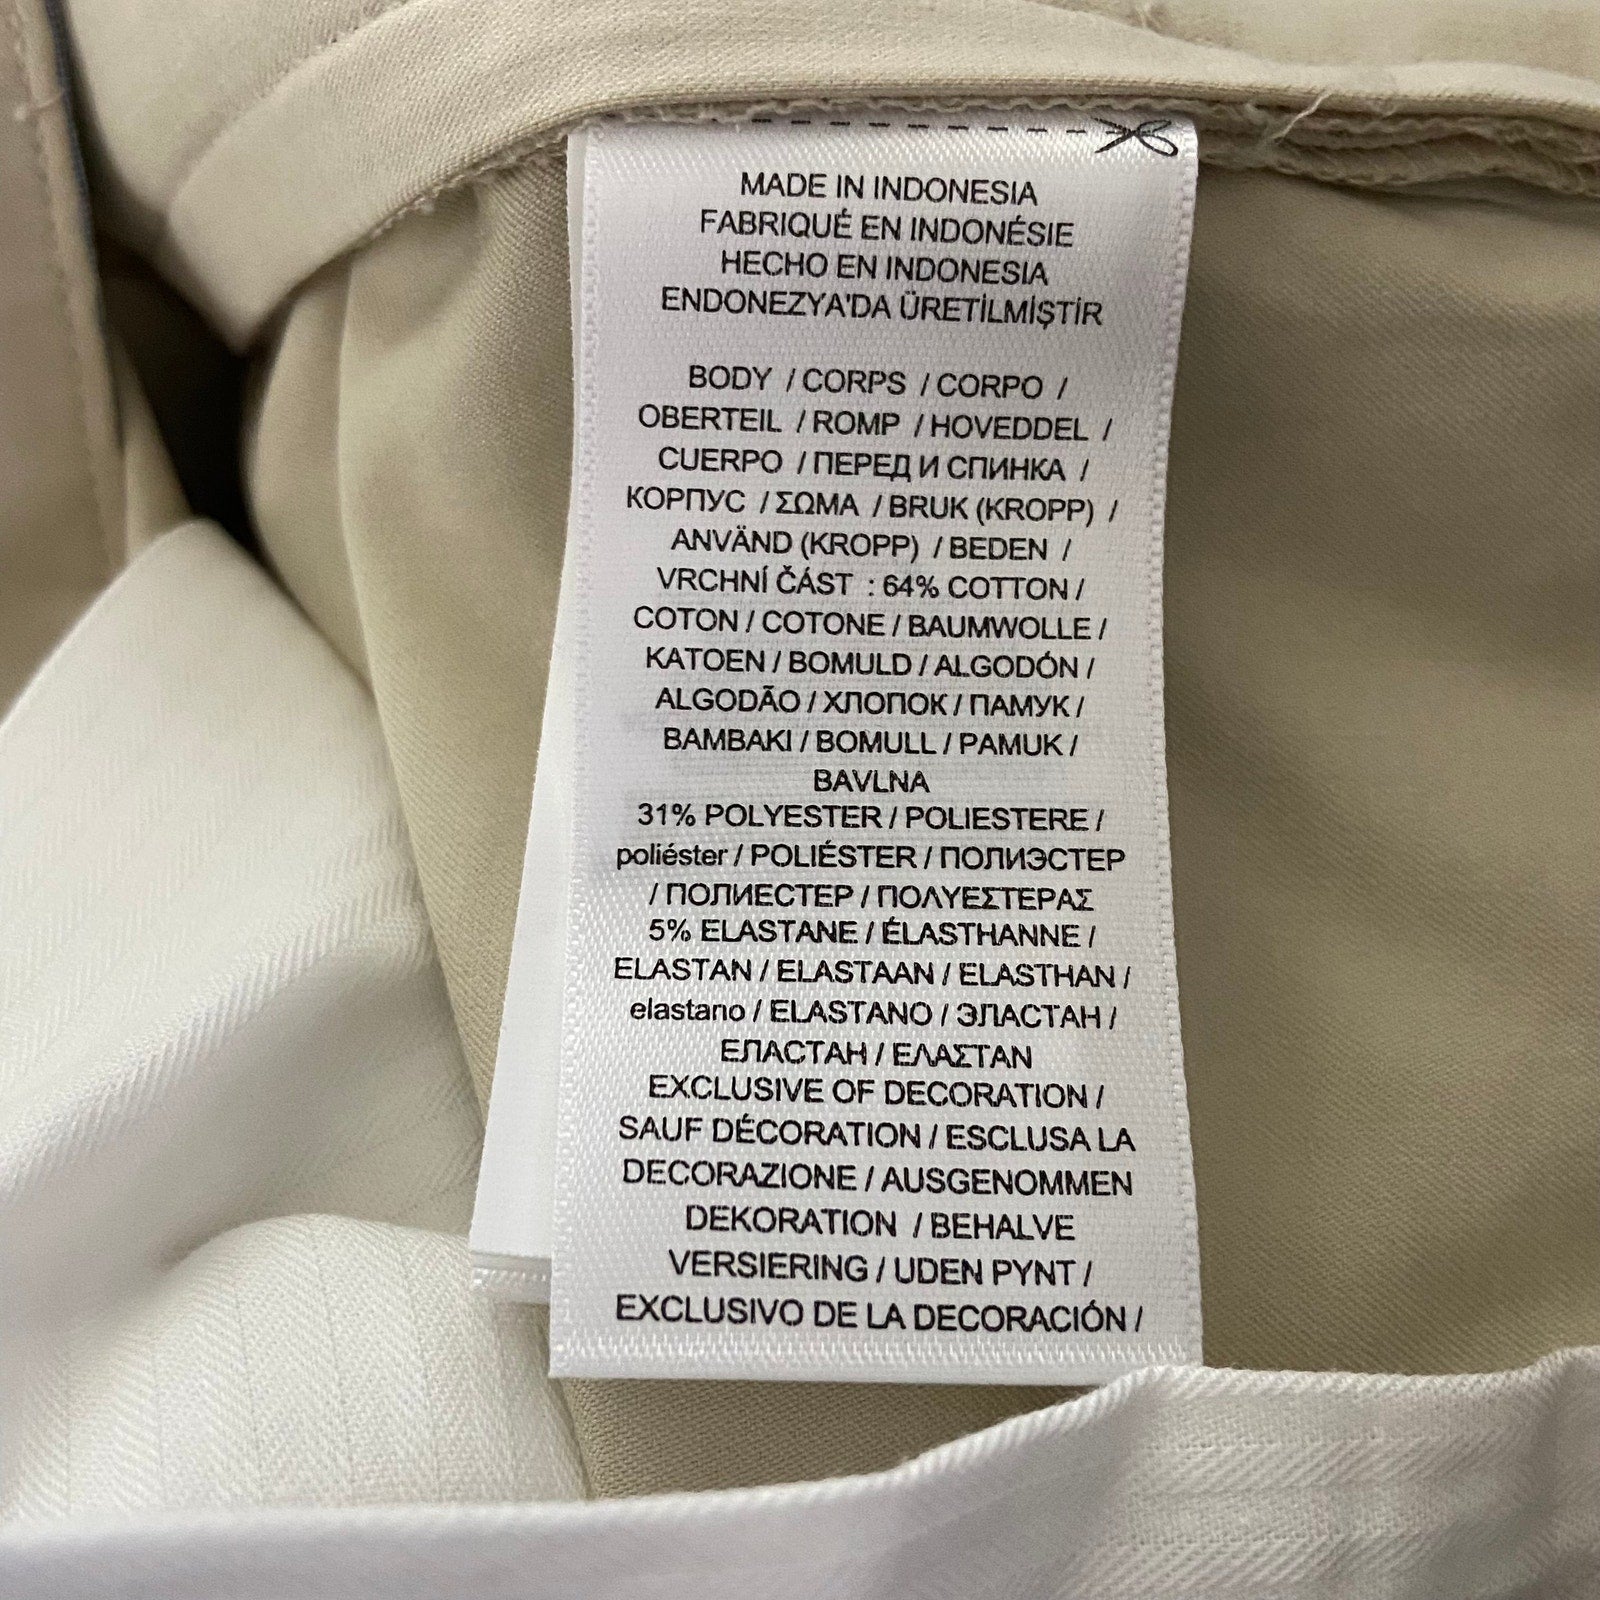 MADE IN INDONESIA
FABRIQUÉ EN INDONÉSIE
HECHO EN INDONESIA
ENDONEZYA'DA ÜRETİLMİŞTİR
BODY / CORPS / CORPO /
OBERTEIL / ROMP / HOVEDDEL /
CUERPO / ПЕРЕД И СПИНКА /
КОРПУС / ΣΩΜΑ / BRUK (KROPP) /
ANVÄND (KROPP) / BEDEN /
VRCHNÍ ČÁST : 64% COTTON /
COTON / COTONE / BAUMWOLLE /
KATOEN / BOMULD / ALGODÓN /
ALGODÃO / ХЛОПОК / ПАМУК /
BAMBAKI / BOMULL / PAMUK /
BAVLNA
31% POLYESTER / POLIESTERE /
poliéster / POLIÉSTER / ПОЛИЭСТЕР
/ ПОЛИЕСТЕР / ΠΟΛΥΕΣΤΕΡΑΣ
5% ELASTANE / ÉLASTHANNE /
ELASTAN / ELASTAAN / ELASTHAN /
elastano / ELASTANO / ЭЛАСТАН /
ЕЛАСТАН / ΕΛΑΣΤΑΝ
EXCLUSIVE OF DECORATION /
SAUF DÉCORATION / ESCLUSA LA
DECORAZIONE / AUSGENOMMEN
DEKORATION / BEHALVE
VERSIERING / UDEN PYNT /
EXCLUSIVO DE LA DECORACIÓN /